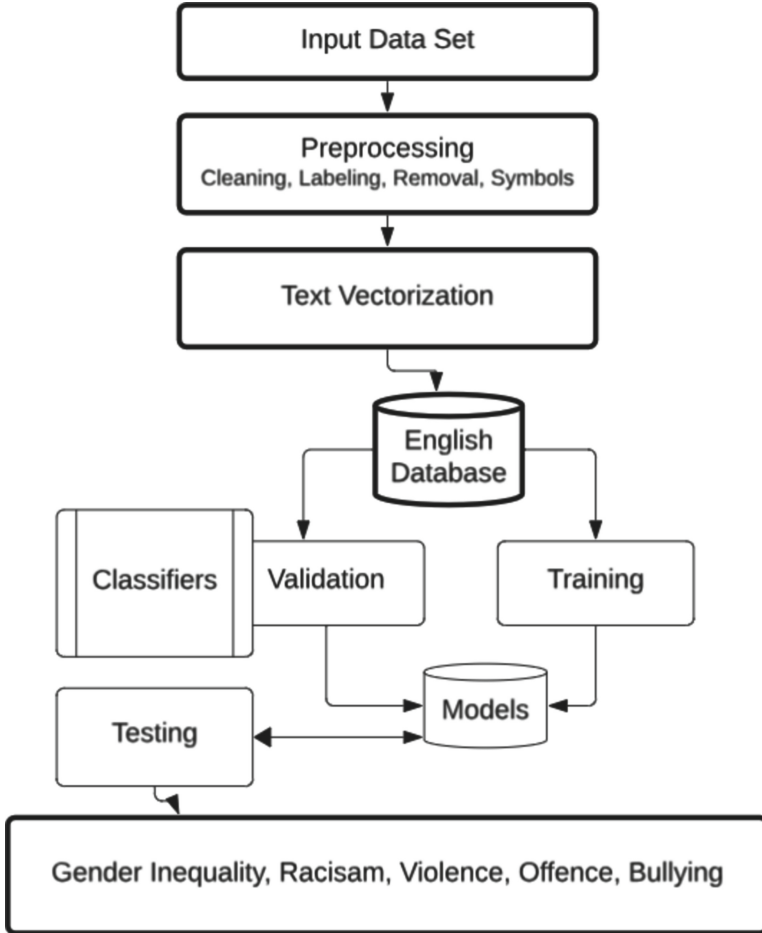 Input Data Set
Preprocessing
Cleaning, Labeling, Removal, Symbols
Text Vectorization
English
Database
Classifiers
Validation
Training
Models
Testing
Gender Inequality, Racisam, Violence, Offence, Bullying